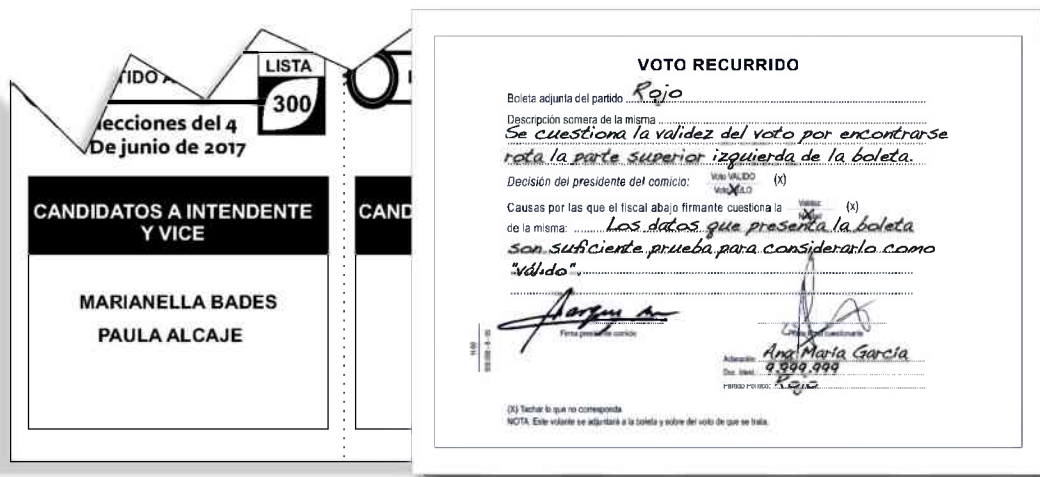 TIDO A
LISTA
300
lecciones del 4
De junio de 2017
CANDIDATOS A INTENDENTE
Y VICE
MARIANELLA BADES
PAULA ALCAJE
CAND
VOTO RECURRIDO
Boleta adjunta del partido Rojo
Descripción somera de la misma
Se cuestiona la validez del voto por encontrarse
rota la parte superior izquierda de la boleta.
Decisión del presidente del comicio: Voto VALIDO (X)
Voto NULO
Causas por las que el fiscal abajo firmante cuestiona la Validez (X)
de la misma: Los datos que presenta la boleta
son suficiente prueba para considerarlo como
"válido".
Firma presidente comicio
Aclaración: Ana María García
Doc. Ident.: 9.999.999
Partido Político: Rojo
(X) Tachar lo que no corresponda
NOTA: Este volante se adjuntará a la boleta y sobre del voto de que se trata.